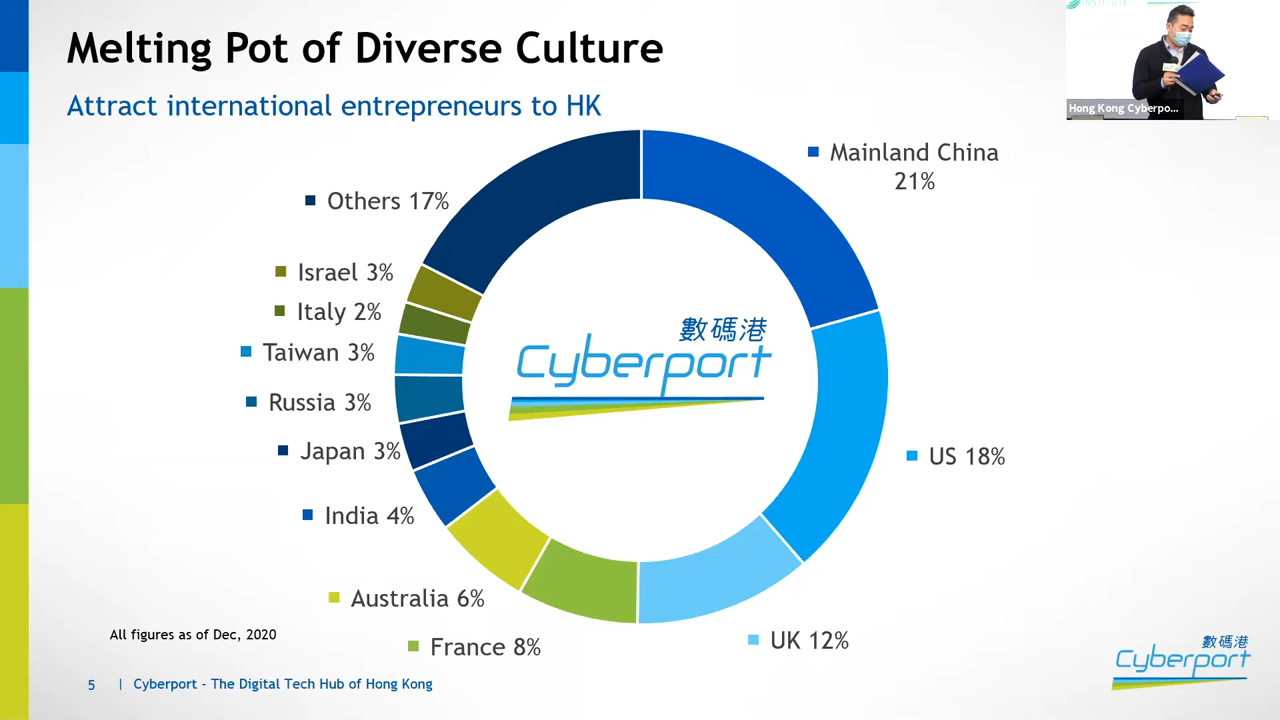 Melting Pot of Diverse Culture
Attract international entrepreneurs to HK
INSTITUTE
Hong Kong Cyberpo...
Mainland China
21%
Others 17%
Israel 3%
Italy 2%
Taiwan 3%
Russia 3%
Japan 3%
India 4%
Australia 6%
France 8%
UK 12%
US 18%
數碼港
Cyberport
All figures as of Dec, 2020
5 | Cyberport - The Digital Tech Hub of Hong Kong
數碼港
Cyberport